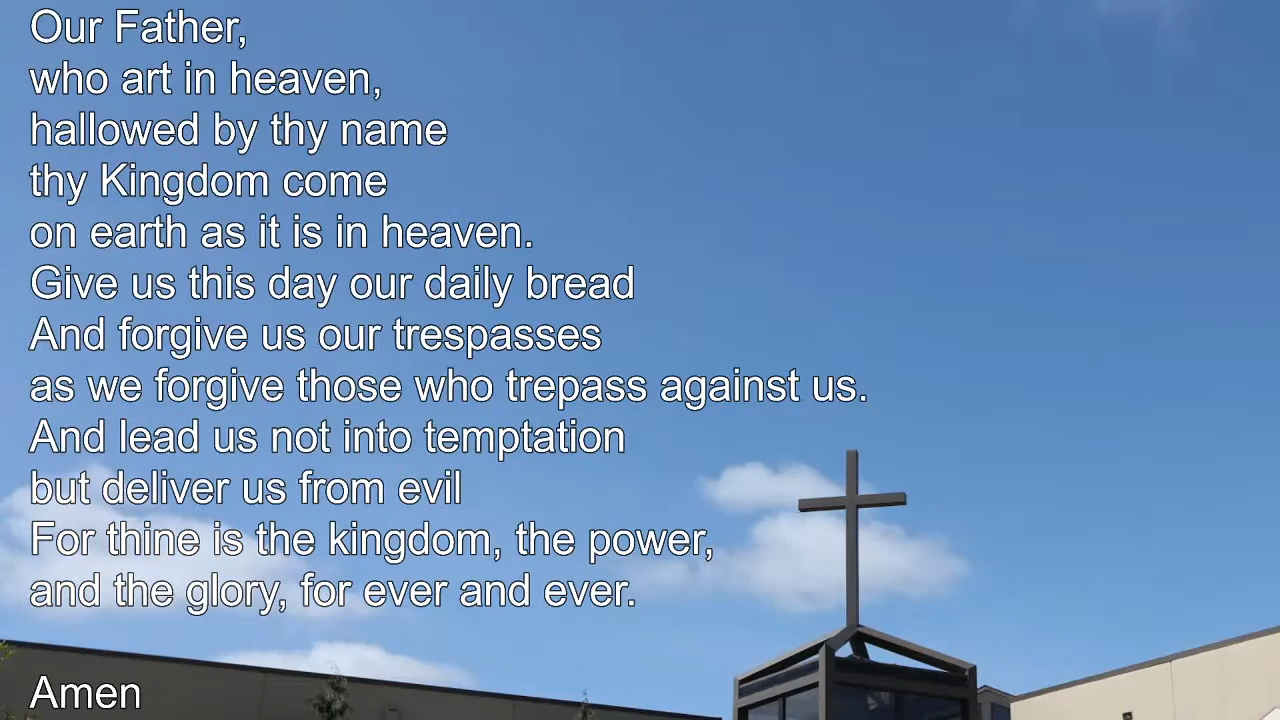 Our Father,
who art in heaven,
hallowed by thy name
thy Kingdom come
on earth as it is in heaven.
Give us this day our daily bread
And forgive us our trespasses
as we forgive those who trepass against us.
And lead us not into temptation
but deliver us from evil
For thine is the kingdom, the power,
and the glory, for ever and ever.
Amen